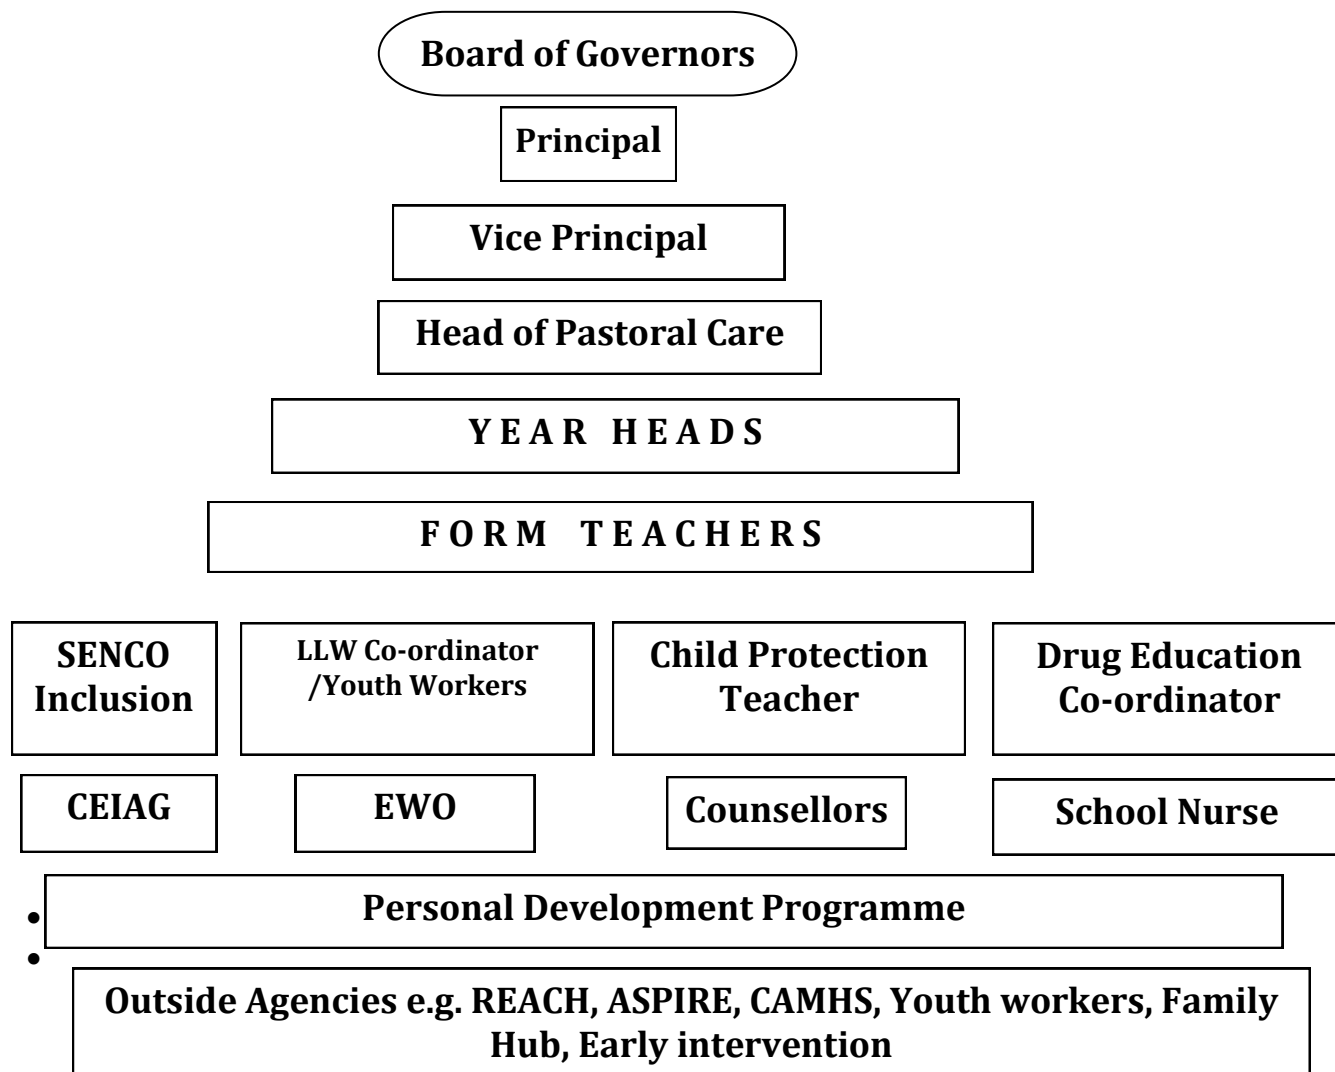 Board of Governors
Principal
Vice Principal
Head of Pastoral Care
YEAR HEADS
FORM TEACHERS
SENCO
Inclusion
LLW Co-ordinator
/Youth Workers
Child Protection
Teacher
Drug Education
Co-ordinator
CEIAG
EWO
Counsellors
School Nurse
Personal Development Programme
Outside Agencies e.g. REACH, ASPIRE, CAMHS, Youth workers, Family
Hub, Early intervention